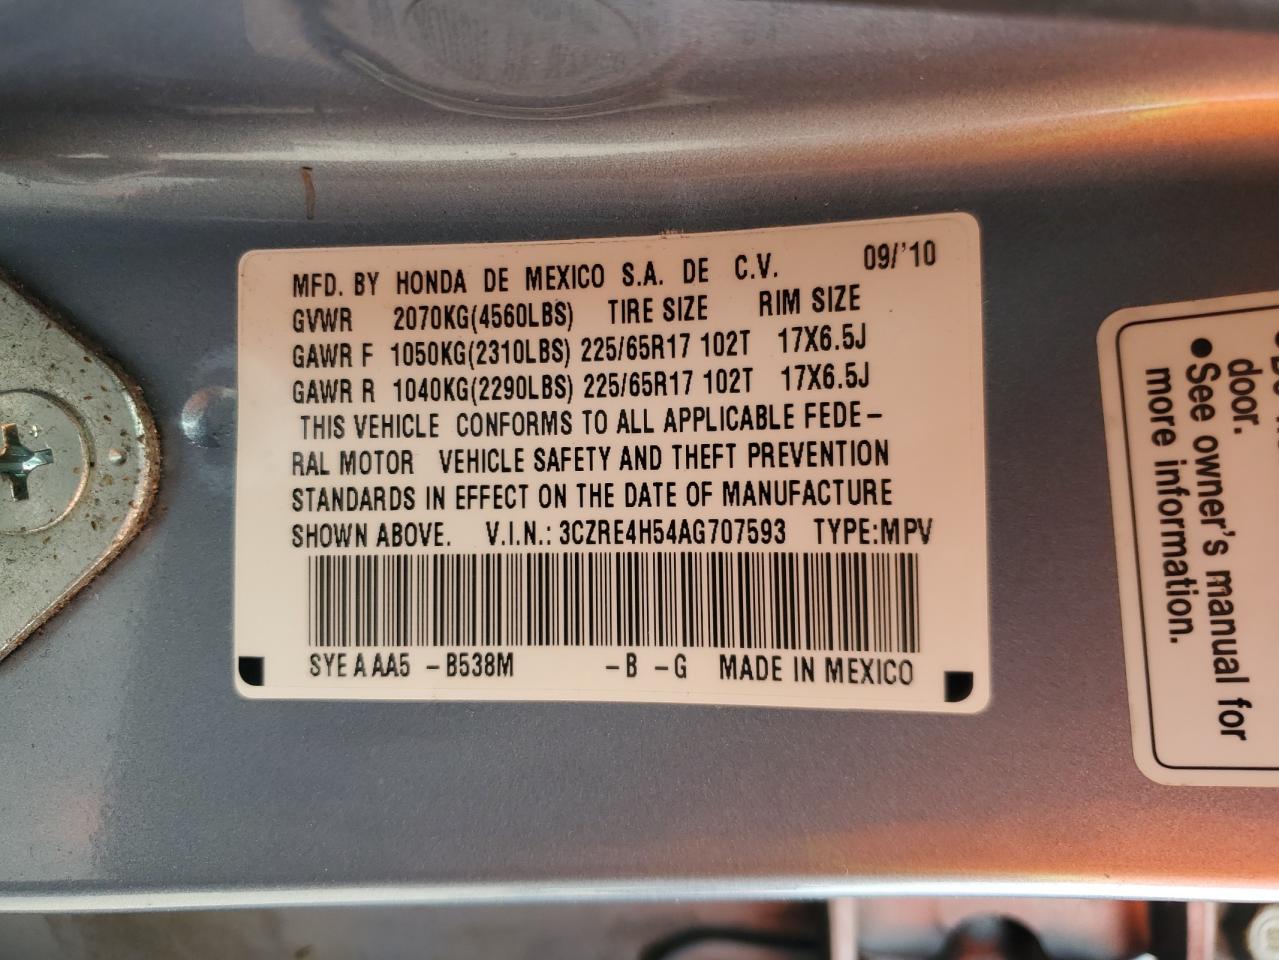 09/'10
MFD. BY HONDA DE MEXICO S.A. DE C.V.
GVWR 2070KG(4560LBS) TIRE SIZE RIM SIZE
GAWR F 1050KG(2310LBS) 225/65R17 102T 17X6.5J
GAWR R 1040KG(2290LBS) 225/65R17 102T 17X6.5J
THIS VEHICLE CONFORMS TO ALL APPLICABLE FEDE-
RAL MOTOR VEHICLE SAFETY AND THEFT PREVENTION
STANDARDS IN EFFECT ON THE DATE OF MANUFACTURE
SHOWN ABOVE. V.I.N.: 3CZRE4H54AG707593 TYPE:MPV
SYE A AA5 -B538M -B -G MADE IN MEXICO
door.
●See owner's manual for
more information.